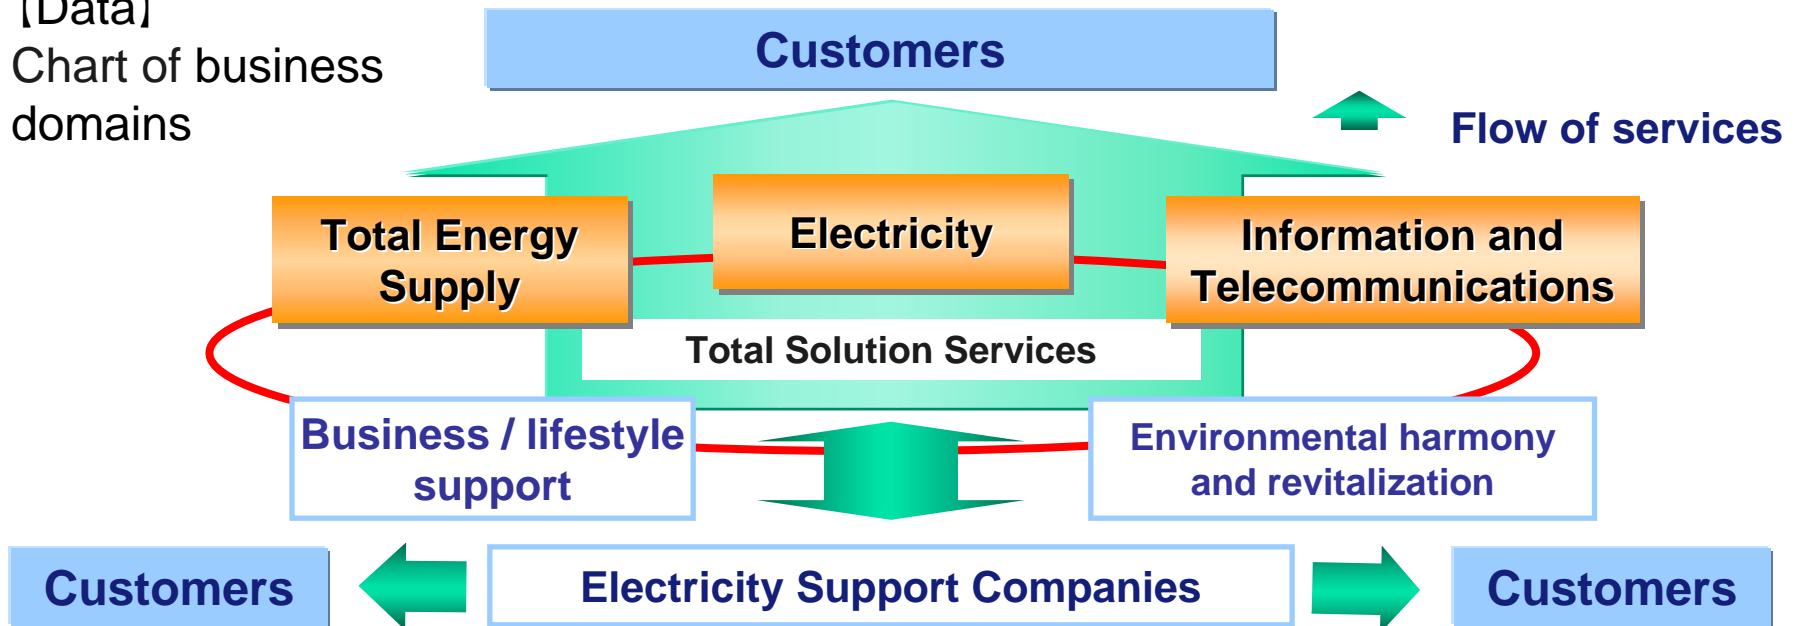 【Data】
Chart of business
domains
Customers
Flow of services
Total Energy
Supply
Electricity
Information and
Telecommunications
Total Solution Services
Business / lifestyle
support
Environmental harmony
and revitalization
Customers
Electricity Support Companies
Customers